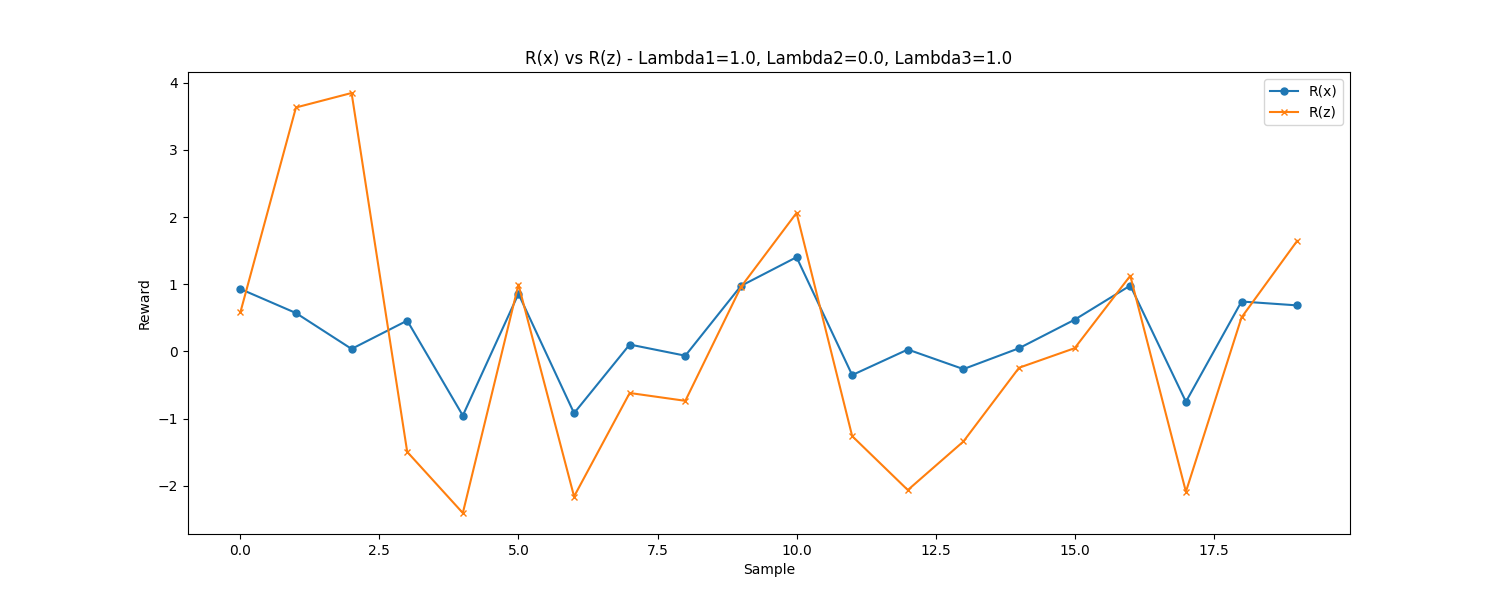 R(x) vs R(z) - Lambda1=1.0, Lambda2=0.0, Lambda3=1.0
R(x)
R(z)
4
3
2
1
0
−1
−2
Reward
0.0 2.5 5.0 7.5 10.0 12.5 15.0 17.5
Sample